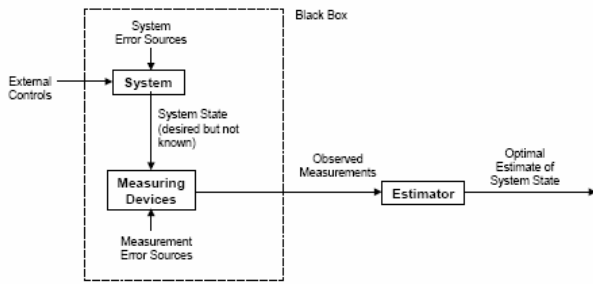 System
Error Sources
Black Box
External
Controls
System
System State
(desired but not
known)
Observed
Measurements
Optimal
Estimate of
System State
Measuring
Devices
Estimator
Measurement
Error Sources